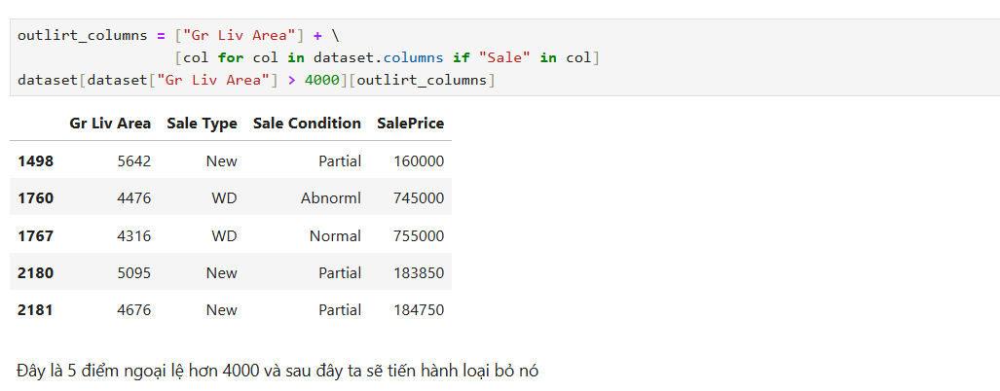 outlirt_columns = ["Gr Liv Area"] + \
[col for col in dataset.columns if "Sale" in col]
dataset[dataset["Gr Liv Area"] > 4000][outlirt_columns]
Gr Liv Area Sale Type Sale Condition SalePrice
1498 5642 New Partial 160000
1760 4476 WD Abnorml 745000
1767 4316 WD Normal 755000
2180 5095 New Partial 183850
2181 4676 New Partial 184750
Đây là 5 điểm ngoại lệ hơn 4000 và sau đây ta sẽ tiến hành loại bỏ nó